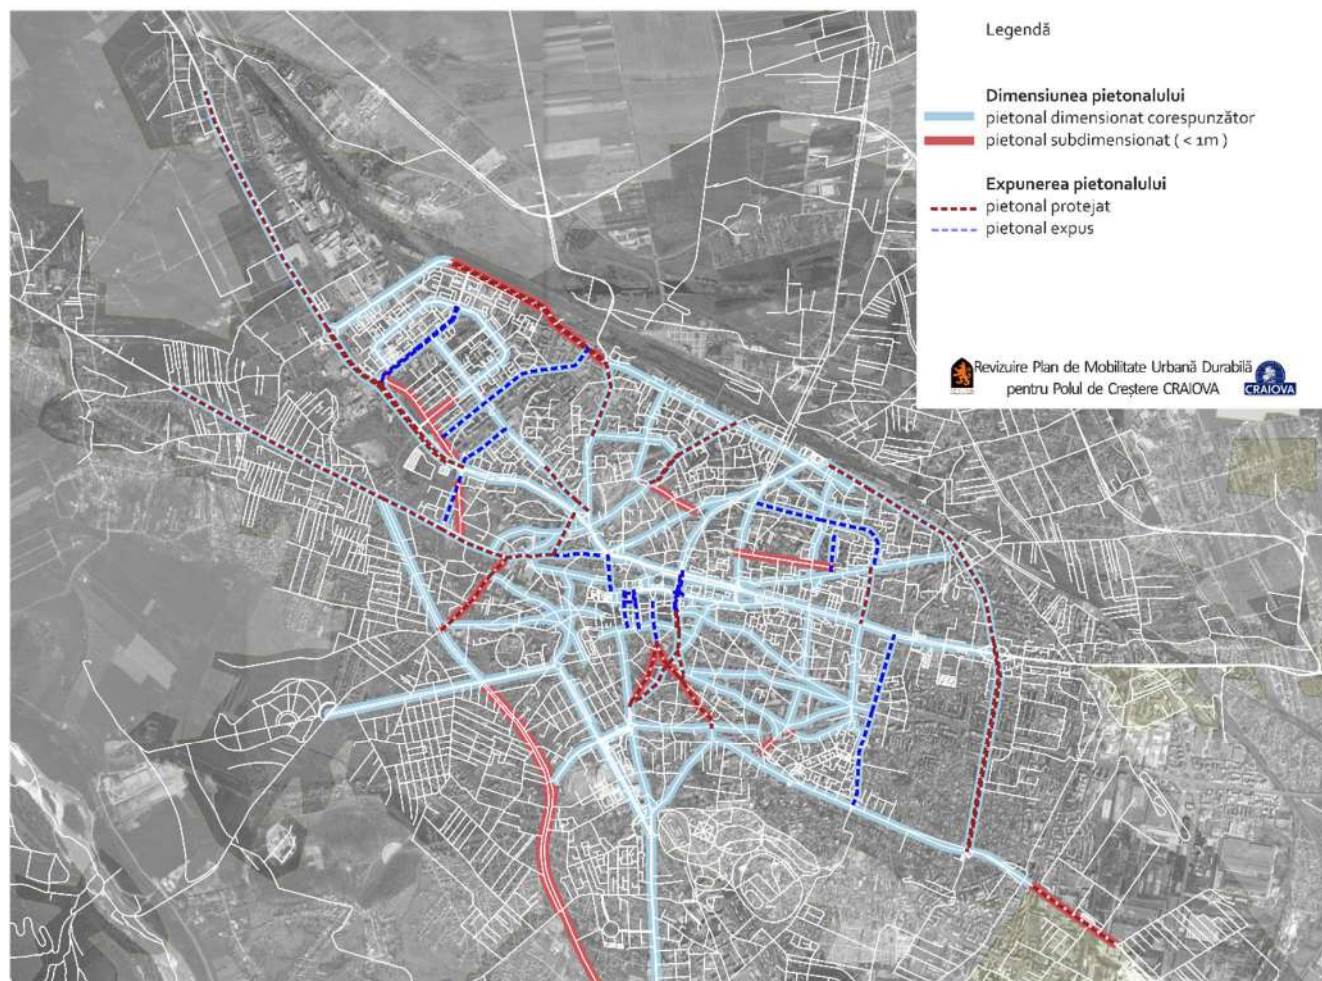 Legendă
Dimensiunea pietonalului
pietonal dimensionat corespunzător
pietonal subdimensionat ( < 1m )
Expunerea pietonalului
pietonal protejat
pietonal expus
Revizuire Plan de Mobilitate Urbană Durabilă
pentru Polul de Creștere CRAIOVA
CRAIOVA